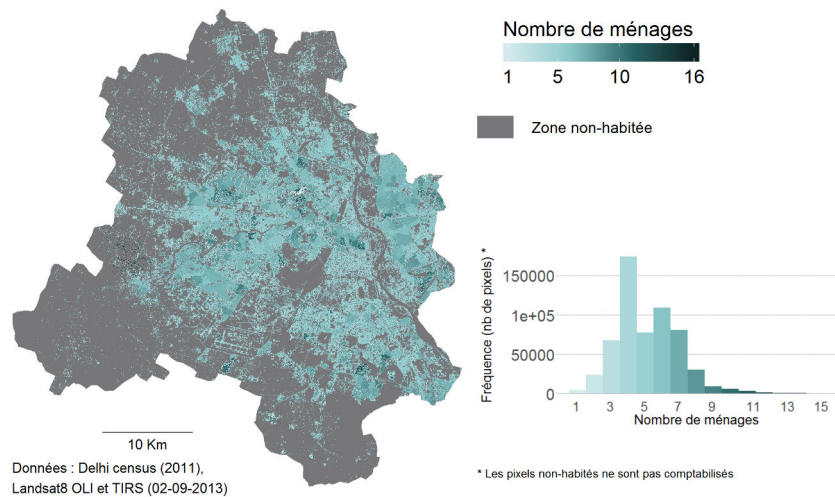 Nombre de ménages
1 5 10 16
Zone non-habitée
Fréquence (nb de pixels) *
150000
1e+05
50000
0
1 3 5 7 9 11 13 15
Nombre de ménages
10 Km
Données : Delhi census (2011),
Landsat8 OLI et TIRS (02-09-2013)
* Les pixels non-habités ne sont pas comptabilisés